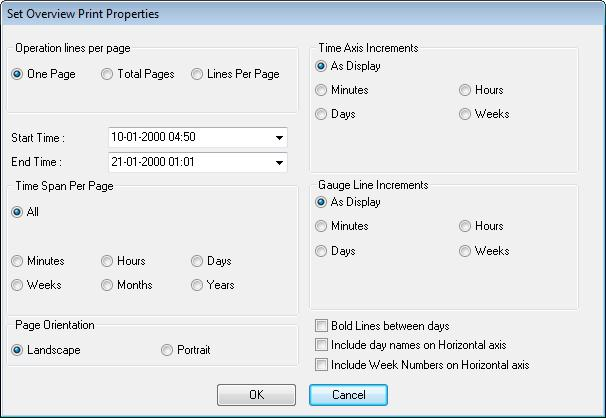 Set Overview Print Properties
Operation lines per page
One Page
Total Pages
Lines Per Page
Start Time :
10-01-2000 04:50
End Time :
21-01-2000 01:01
Time Span Per Page
All
Minutes
Hours
Days
Weeks
Months
Years
Page Orientation
Landscape
Portrait
Time Axis Increments
As Display
Minutes
Hours
Days
Weeks
Gauge Line Increments
As Display
Minutes
Hours
Days
Weeks
Bold Lines between days
Include day names on Horizontal axis
Include Week Numbers on Horizontal axis
OK
Cancel